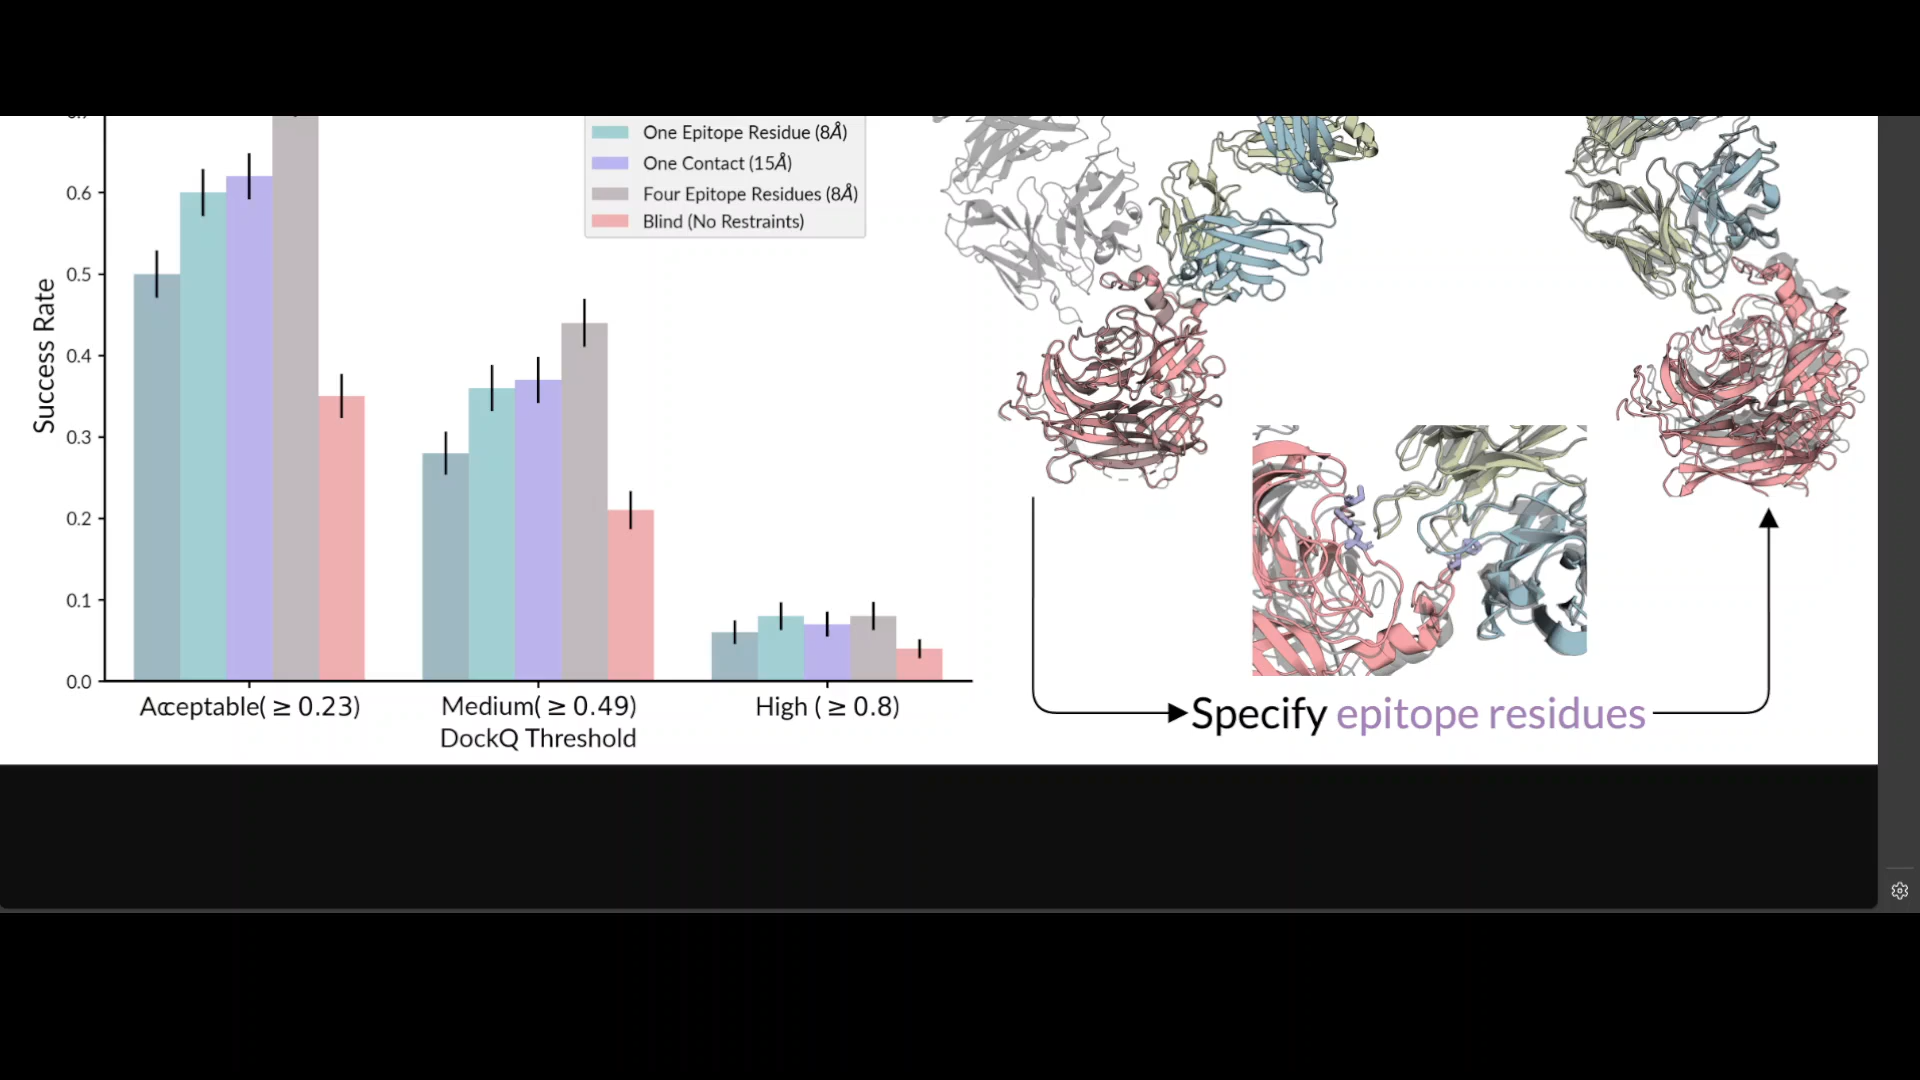 One Epitope Residue (8Å)
One Contact (15Å)
Four Epitope Residues (8Å)
Blind (No Restraints)
Success Rate
0.6
0.5
0.4
0.3
0.2
0.1
0.0
Acceptable( ≥ 0.23)
Medium( ≥ 0.49)
High ( ≥ 0.8)
DockQ Threshold
Specify epitope residues